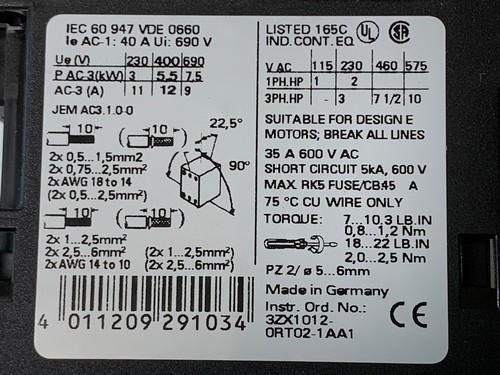 IEC 60 947 VDE 0660
Ie AC-1: 40 A Ui: 690 V
Ue (V) 230 400 690
P AC-3 (kW) 3 5,5 7,5
AC-3 (A) 11 12 9
JEM AC3.1.0-0
10 (10) 22,5°
90°
2x 0,5...1,5mm²
2x 0,75...2,5mm²
2x AWG 18 to 14
(2x 0,5...2,5mm²)
10 (10)
2x 1...2,5mm² (2x 1...2,5mm²
2x 2,5...6mm² 2x 2,5...6mm²)
2x AWG 14 to 10
4 011209 291034
LISTED 165C UL SA
IND. CONT. EQ
V AC 115 230 460 575
1PH.HP 1 2
3PH.HP - 3 7 1/2 10
SUITABLE FOR DESIGN E
MOTORS; BREAK ALL LINES
35 A 600 V AC
SHORT CIRCUIT 5kA, 600 V
MAX. RK5 FUSE/CB45 A
75 °C CU WIRE ONLY
TORQUE: 7...10,3 LB.IN
0,8...1,2 Nm
18...22 LB.IN
2,0...2,5 Nm
PZ 2/ ø 5...6mm
Made in Germany
Instr. Ord. No.:
3ZX1012-
0RT02-1AA1
CE